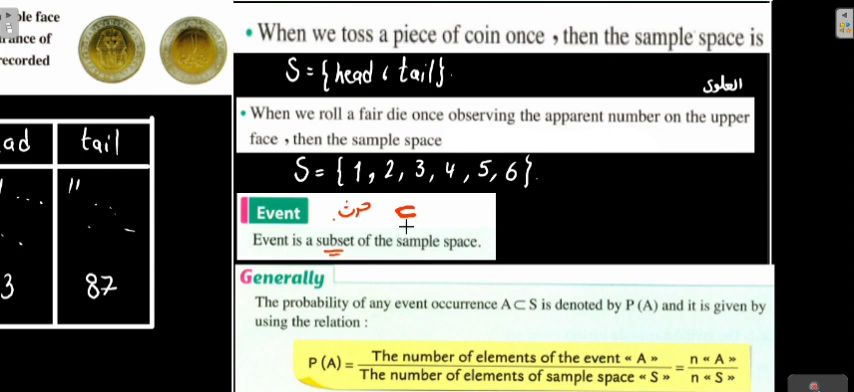 ble face
ance of
recorded
ad
tail
3
87
• When we toss a piece of coin once , then the sample space is
S = { head , tail }.
العلوى
• When we roll a fair die once observing the apparent number on the upper
face , then the sample space
S = { 1, 2, 3, 4, 5, 6 }.
Event حدث. ⊂
Event is a subset of the sample space.
Generally
The probability of any event occurrence A ⊂ S is denoted by P (A) and it is given by
using the relation :
P (A) = The number of elements of the event « A » / The number of elements of sample space « S » = n « A » / n « S »